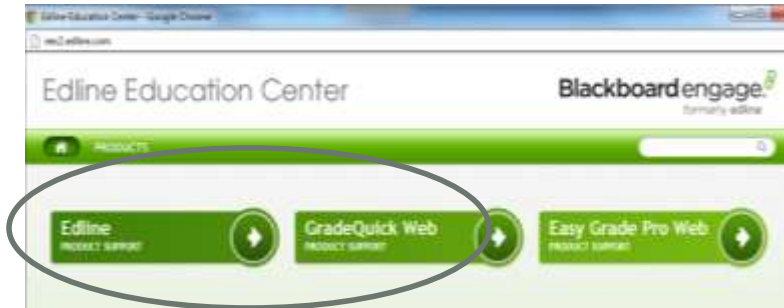 Edline Education Center - Google Chrome
Edline Education Center
Blackboard engage.
formerly edline
PRODUCTS
Edline
PRODUCT SUPPORT
GradeQuick Web
PRODUCT SUPPORT
Easy Grade Pro Web
PRODUCT SUPPORT